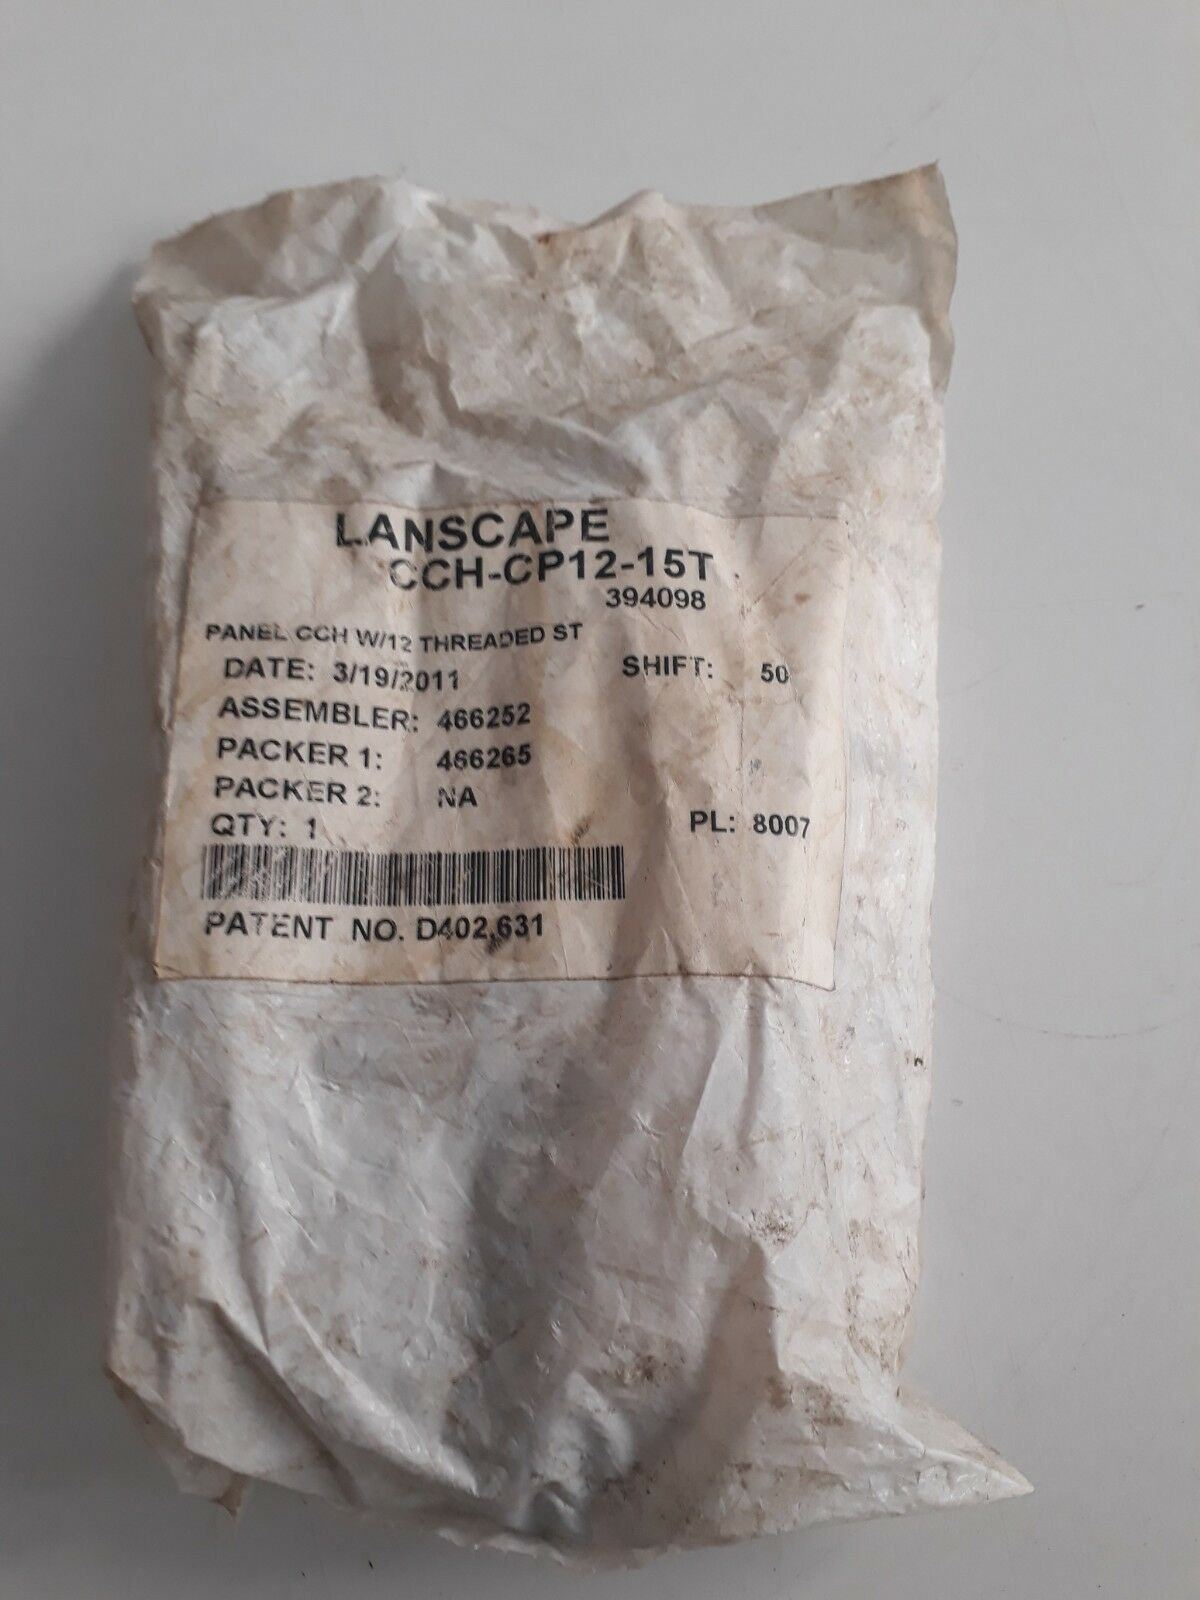 LANSCAPE
CCH-CP12-15T
394098
PANEL CCH W/12 THREADED ST
DATE: 3/19/2011 SHIFT: 50
ASSEMBLER: 466252
PACKER 1: 466265
PACKER 2: NA
QTY: 1 PL: 8007
PATENT NO. D402,631